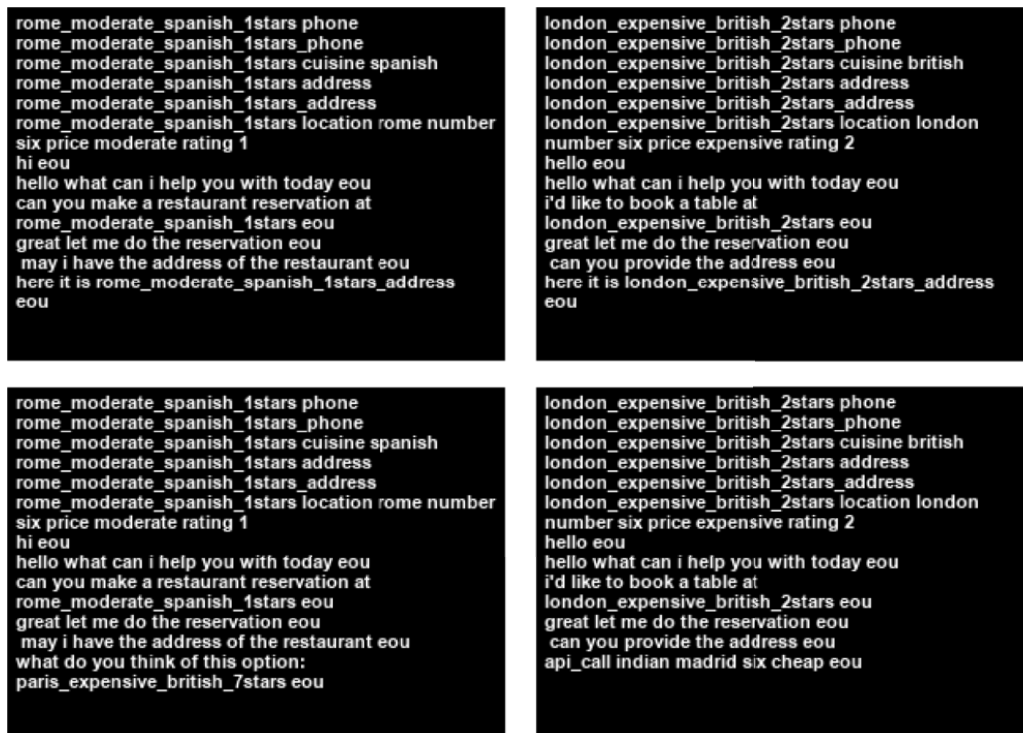 rome_moderate_spanish_1stars phone
rome_moderate_spanish_1stars_phone
rome_moderate_spanish_1stars cuisine spanish
rome_moderate_spanish_1stars address
rome_moderate_spanish_1stars_address
rome_moderate_spanish_1stars location rome number
six price moderate rating 1
hi eou
hello what can i help you with today eou
can you make a restaurant reservation at
rome_moderate_spanish_1stars eou
great let me do the reservation eou
may i have the address of the restaurant eou
here it is rome_moderate_spanish_1stars_address
eou
london_expensive_british_2stars phone
london_expensive_british_2stars_phone
london_expensive_british_2stars cuisine british
london_expensive_british_2stars address
london_expensive_british_2stars_address
london_expensive_british_2stars location london
number six price expensive rating 2
hello eou
hello what can i help you with today eou
i'd like to book a table at
london_expensive_british_2stars eou
great let me do the reservation eou
can you provide the address eou
here it is london_expensive_british_2stars_address
eou
rome_moderate_spanish_1stars phone
rome_moderate_spanish_1stars_phone
rome_moderate_spanish_1stars cuisine spanish
rome_moderate_spanish_1stars address
rome_moderate_spanish_1stars_address
rome_moderate_spanish_1stars location rome number
six price moderate rating 1
hi eou
hello what can i help you with today eou
can you make a restaurant reservation at
rome_moderate_spanish_1stars eou
great let me do the reservation eou
may i have the address of the restaurant eou
what do you think of this option:
paris_expensive_british_7stars eou
london_expensive_british_2stars phone
london_expensive_british_2stars_phone
london_expensive_british_2stars cuisine british
london_expensive_british_2stars address
london_expensive_british_2stars_address
london_expensive_british_2stars location london
number six price expensive rating 2
hello eou
hello what can i help you with today eou
i'd like to book a table at
london_expensive_british_2stars eou
great let me do the reservation eou
can you provide the address eou
api_call indian madrid six cheap eou